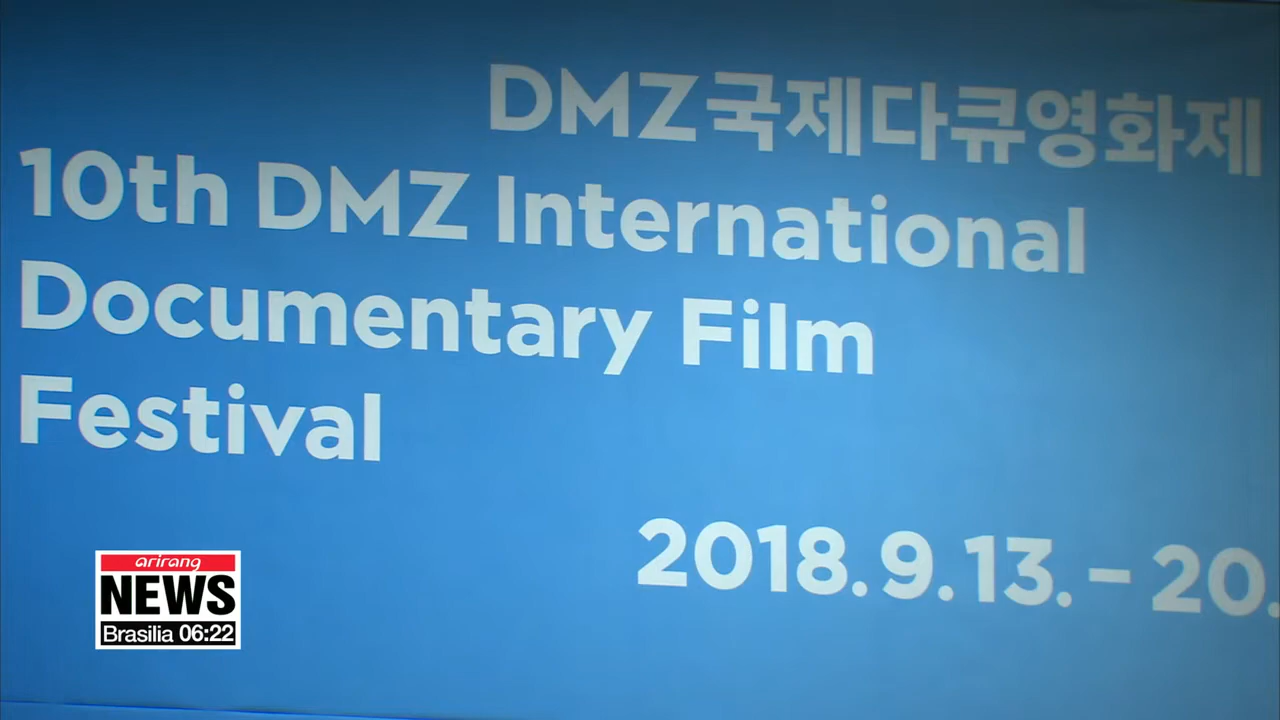 DMZ국제다큐영화제
10th DMZ International
Documentary Film
Festival
2018.9.13. – 20.
arirang
NEWS
Brasilia 06:22